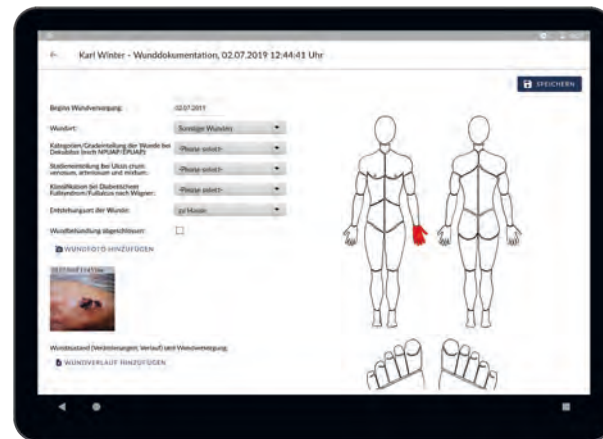 Karl Winter - Wunddokumentation, 02.07.2019 12:44:41 Uhr
SPEICHERN
Beginn Wundversorgung: 02.07.2019
Wundart: Sonstige Wunden
Kategorien/Gradeinteilung der Wunde bei
Dekubitus (nach NPUAP/EPUAP):
-Please select-
Stadieneinteilung bei Ulcus cruris
venosum, arteriosum und mixtum:
-Please select-
Klassifikation bei Diabetischem
Fußsyndrom/Fußulcus nach Wagner:
-Please select-
Entstehungsort der Wunde: zu Hause
Wundbehandlung abgeschlossen:
WUNDFOTO HINZUFÜGEN
Wundzustand (Veränderungen, Verlauf) und Wundversorgung:
WUNDVERLAUF HINZUFÜGEN